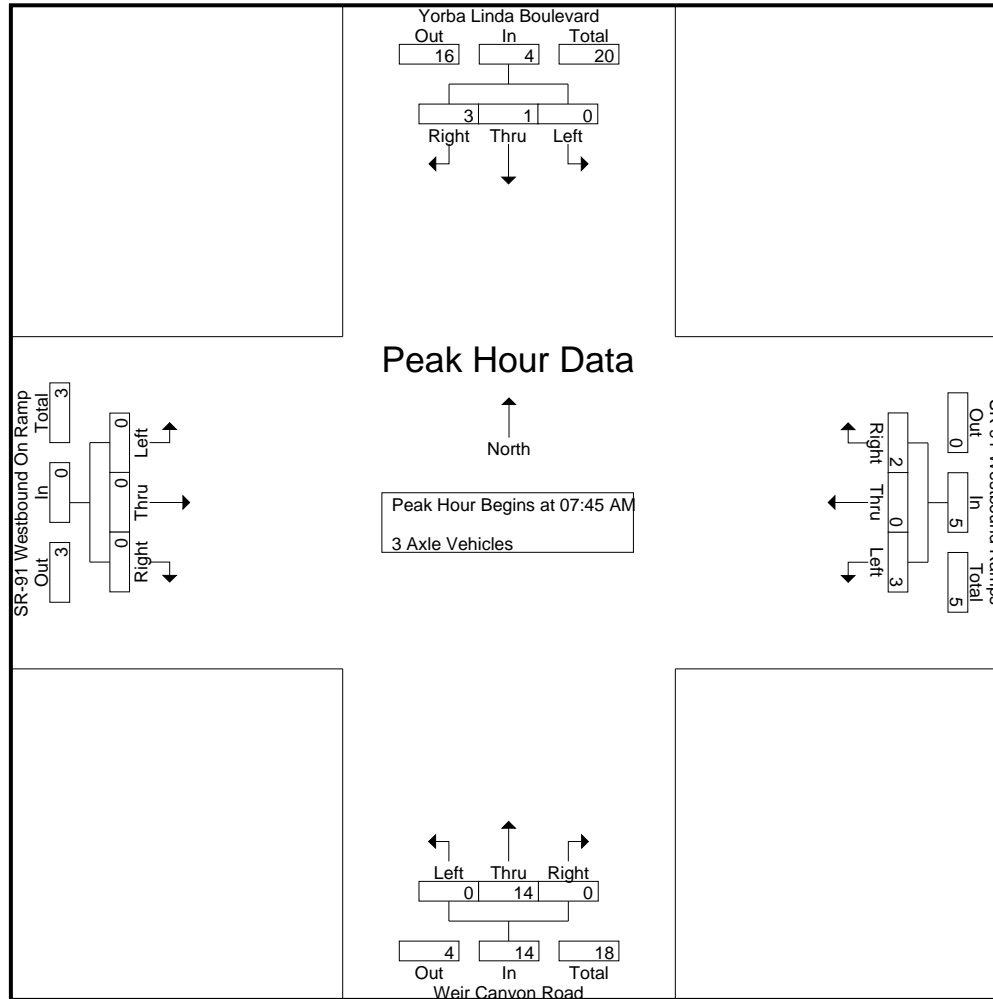 Yorba Linda Boulevard
Out In Total
16 4 20
3 1 0
Right Thru Left
Peak Hour Data
North
Peak Hour Begins at 07:45 AM
3 Axle Vehicles
SR-91 Westbound On Ramp
Total In Out
3 0 3
0 0 0
Left Thru Right
Right Thru Left
2 0 3
0 5 5
Out In Total
Westbound Ramps
Left Thru Right
0 14 0
4 14 18
Out In Total
Weir Canyon Road